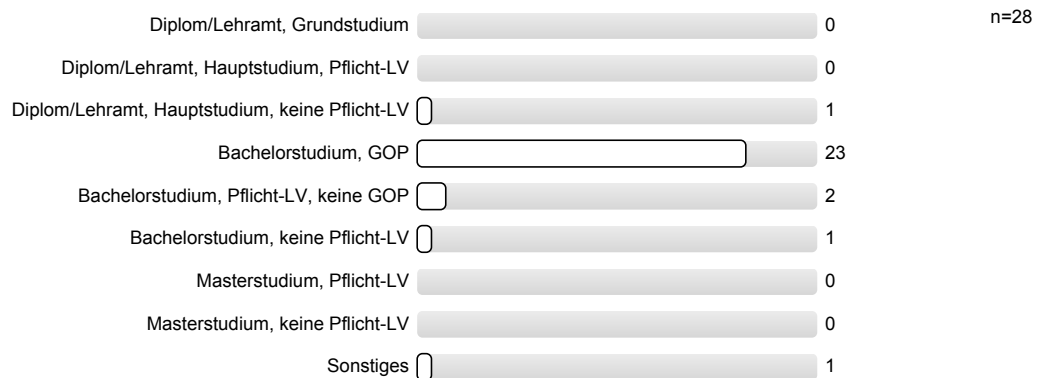 Diplom/Lehramt, Grundstudium 0 n=28
Diplom/Lehramt, Hauptstudium, Pflicht-LV 0
Diplom/Lehramt, Hauptstudium, keine Pflicht-LV 1
Bachelorstudium, GOP 23
Bachelorstudium, Pflicht-LV, keine GOP 2
Bachelorstudium, keine Pflicht-LV 1
Masterstudium, Pflicht-LV 0
Masterstudium, keine Pflicht-LV 0
Sonstiges 1